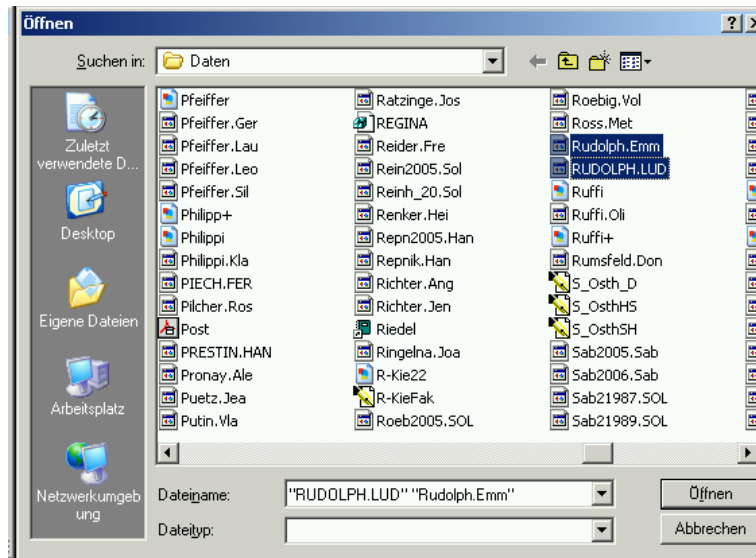 Öffnen
Suchen in:
Daten
Zuletzt
verwendete D...
Desktop
Eigene Dateien
Arbeitsplatz
Netzwerkumgeb
ung
Pfeiffer
Pfeiffer.Ger
Pfeiffer.Lau
Pfeiffer.Leo
Pfeiffer.Sil
Philipp+
Philippi
Philippi.Kla
PIECH.FER
Pilcher.Ros
Post
PRESTIN.HAN
Pronay.Ale
Puetz.Jea
Putin.Vla
Ratzinge.Jos
REGINA
Reider.Fre
Rein2005.Sol
Reinh_20.Sol
Renker.Hei
Repn2005.Han
Repnik.Han
Richter.Ang
Richter.Jen
Riedel
Ringelna.Joa
R-Kie22
R-KieFak
Roeb2005.SOL
Roebig.Vol
Ross.Met
Rudolph.Emm
RUDOLPH.LUD
Ruffi
Ruffi.Oli
Ruffi+
Rumsfeld.Don
S_Osth_D
S_OsthHS
S_OsthSH
Sab2005.Sab
Sab2006.Sab
Sab21987.SOL
Sab21989.SOL
Dateiname:
"RUDOLPH.LUD" "Rudolph.Emm"
Öffnen
Dateityp:
Abbrechen